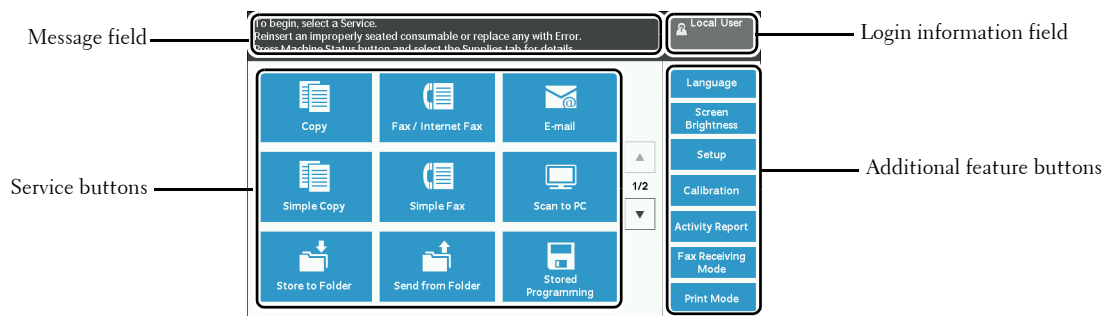 Message field
To begin, select a Service.
Reinsert an improperly seated consumable or replace any with Error.
Press Machine Status button and select the Supplies tab for details
Local User
Login information field
Service buttons
Copy
Fax / Internet Fax
E-mail
Simple Copy
Simple Fax
Scan to PC
Store to Folder
Send from Folder
Stored
Programming
1/2
Language
Screen
Brightness
Setup
Calibration
Activity Report
Fax Receiving
Mode
Print Mode
Additional feature buttons